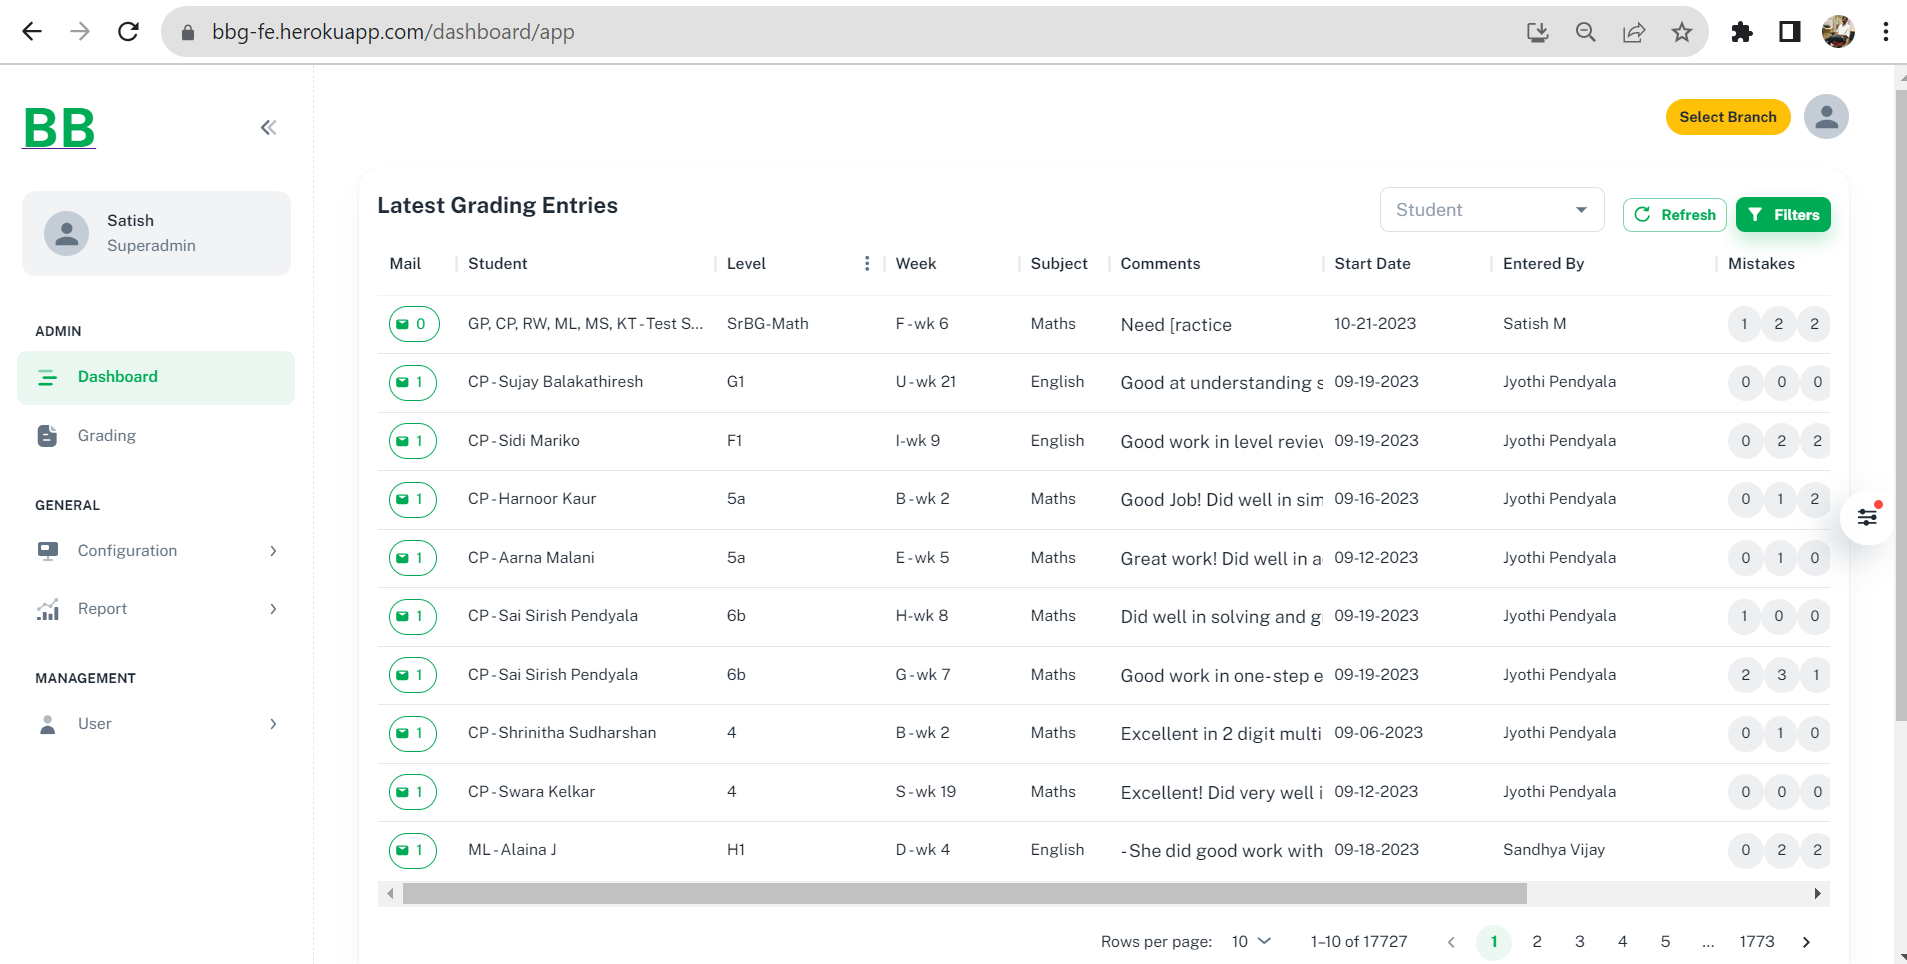 bbg-fe.herokuapp.com/dashboard/app
BB
Select Branch
Satish
Superadmin
ADMIN
Dashboard
Grading
GENERAL
Configuration
Report
MANAGEMENT
User
Latest Grading Entries
Student
Refresh
Filters
Mail Student Level Week Subject Comments Start Date Entered By Mistakes
0 GP, CP, RW, ML, MS, KT - Test S... SrBG-Math F - wk 6 Maths Need [ractice 10-21-2023 Satish M 1 2 2
1 CP - Sujay Balakathiresh G1 U - wk 21 English Good at understanding s 09-19-2023 Jyothi Pendyala 0 0 0
1 CP - Sidi Mariko F1 I-wk 9 English Good work in level review 09-19-2023 Jyothi Pendyala 0 2 2
1 CP - Harnoor Kaur 5a B - wk 2 Maths Good Job! Did well in sim 09-16-2023 Jyothi Pendyala 0 1 2
1 CP - Aarna Malani 5a E - wk 5 Maths Great work! Did well in a 09-12-2023 Jyothi Pendyala 0 1 0
1 CP - Sai Sirish Pendyala 6b H-wk 8 Maths Did well in solving and g 09-19-2023 Jyothi Pendyala 1 0 0
1 CP - Sai Sirish Pendyala 6b G - wk 7 Maths Good work in one-step e 09-19-2023 Jyothi Pendyala 2 3 1
1 CP - Shrinitha Sudharshan 4 B - wk 2 Maths Excellent in 2 digit multi 09-06-2023 Jyothi Pendyala 0 1 0
1 CP - Swara Kelkar 4 S - wk 19 Maths Excellent! Did very well i 09-12-2023 Jyothi Pendyala 0 0 0
1 ML - Alaina J H1 D - wk 4 English - She did good work with 09-18-2023 Sandhya Vijay 0 2 2
Rows per page: 10 1–10 of 17727 1 2 3 4 5 ... 1773